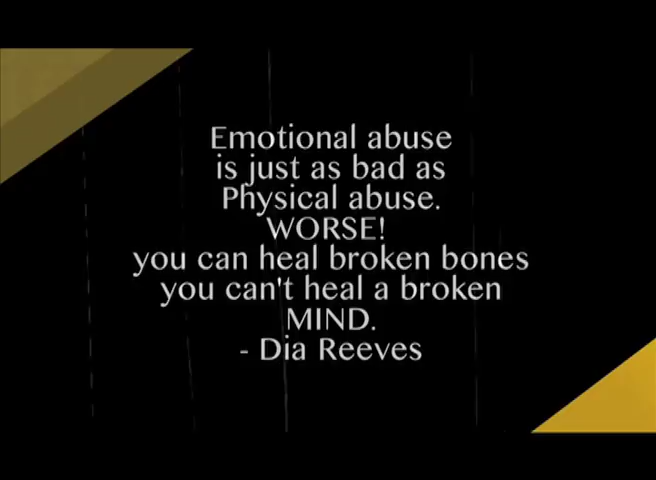 Emotional abuse
is just as bad as
Physical abuse.
WORSE!
you can heal broken bones
you can't heal a broken
MIND.
- Dia Reeves